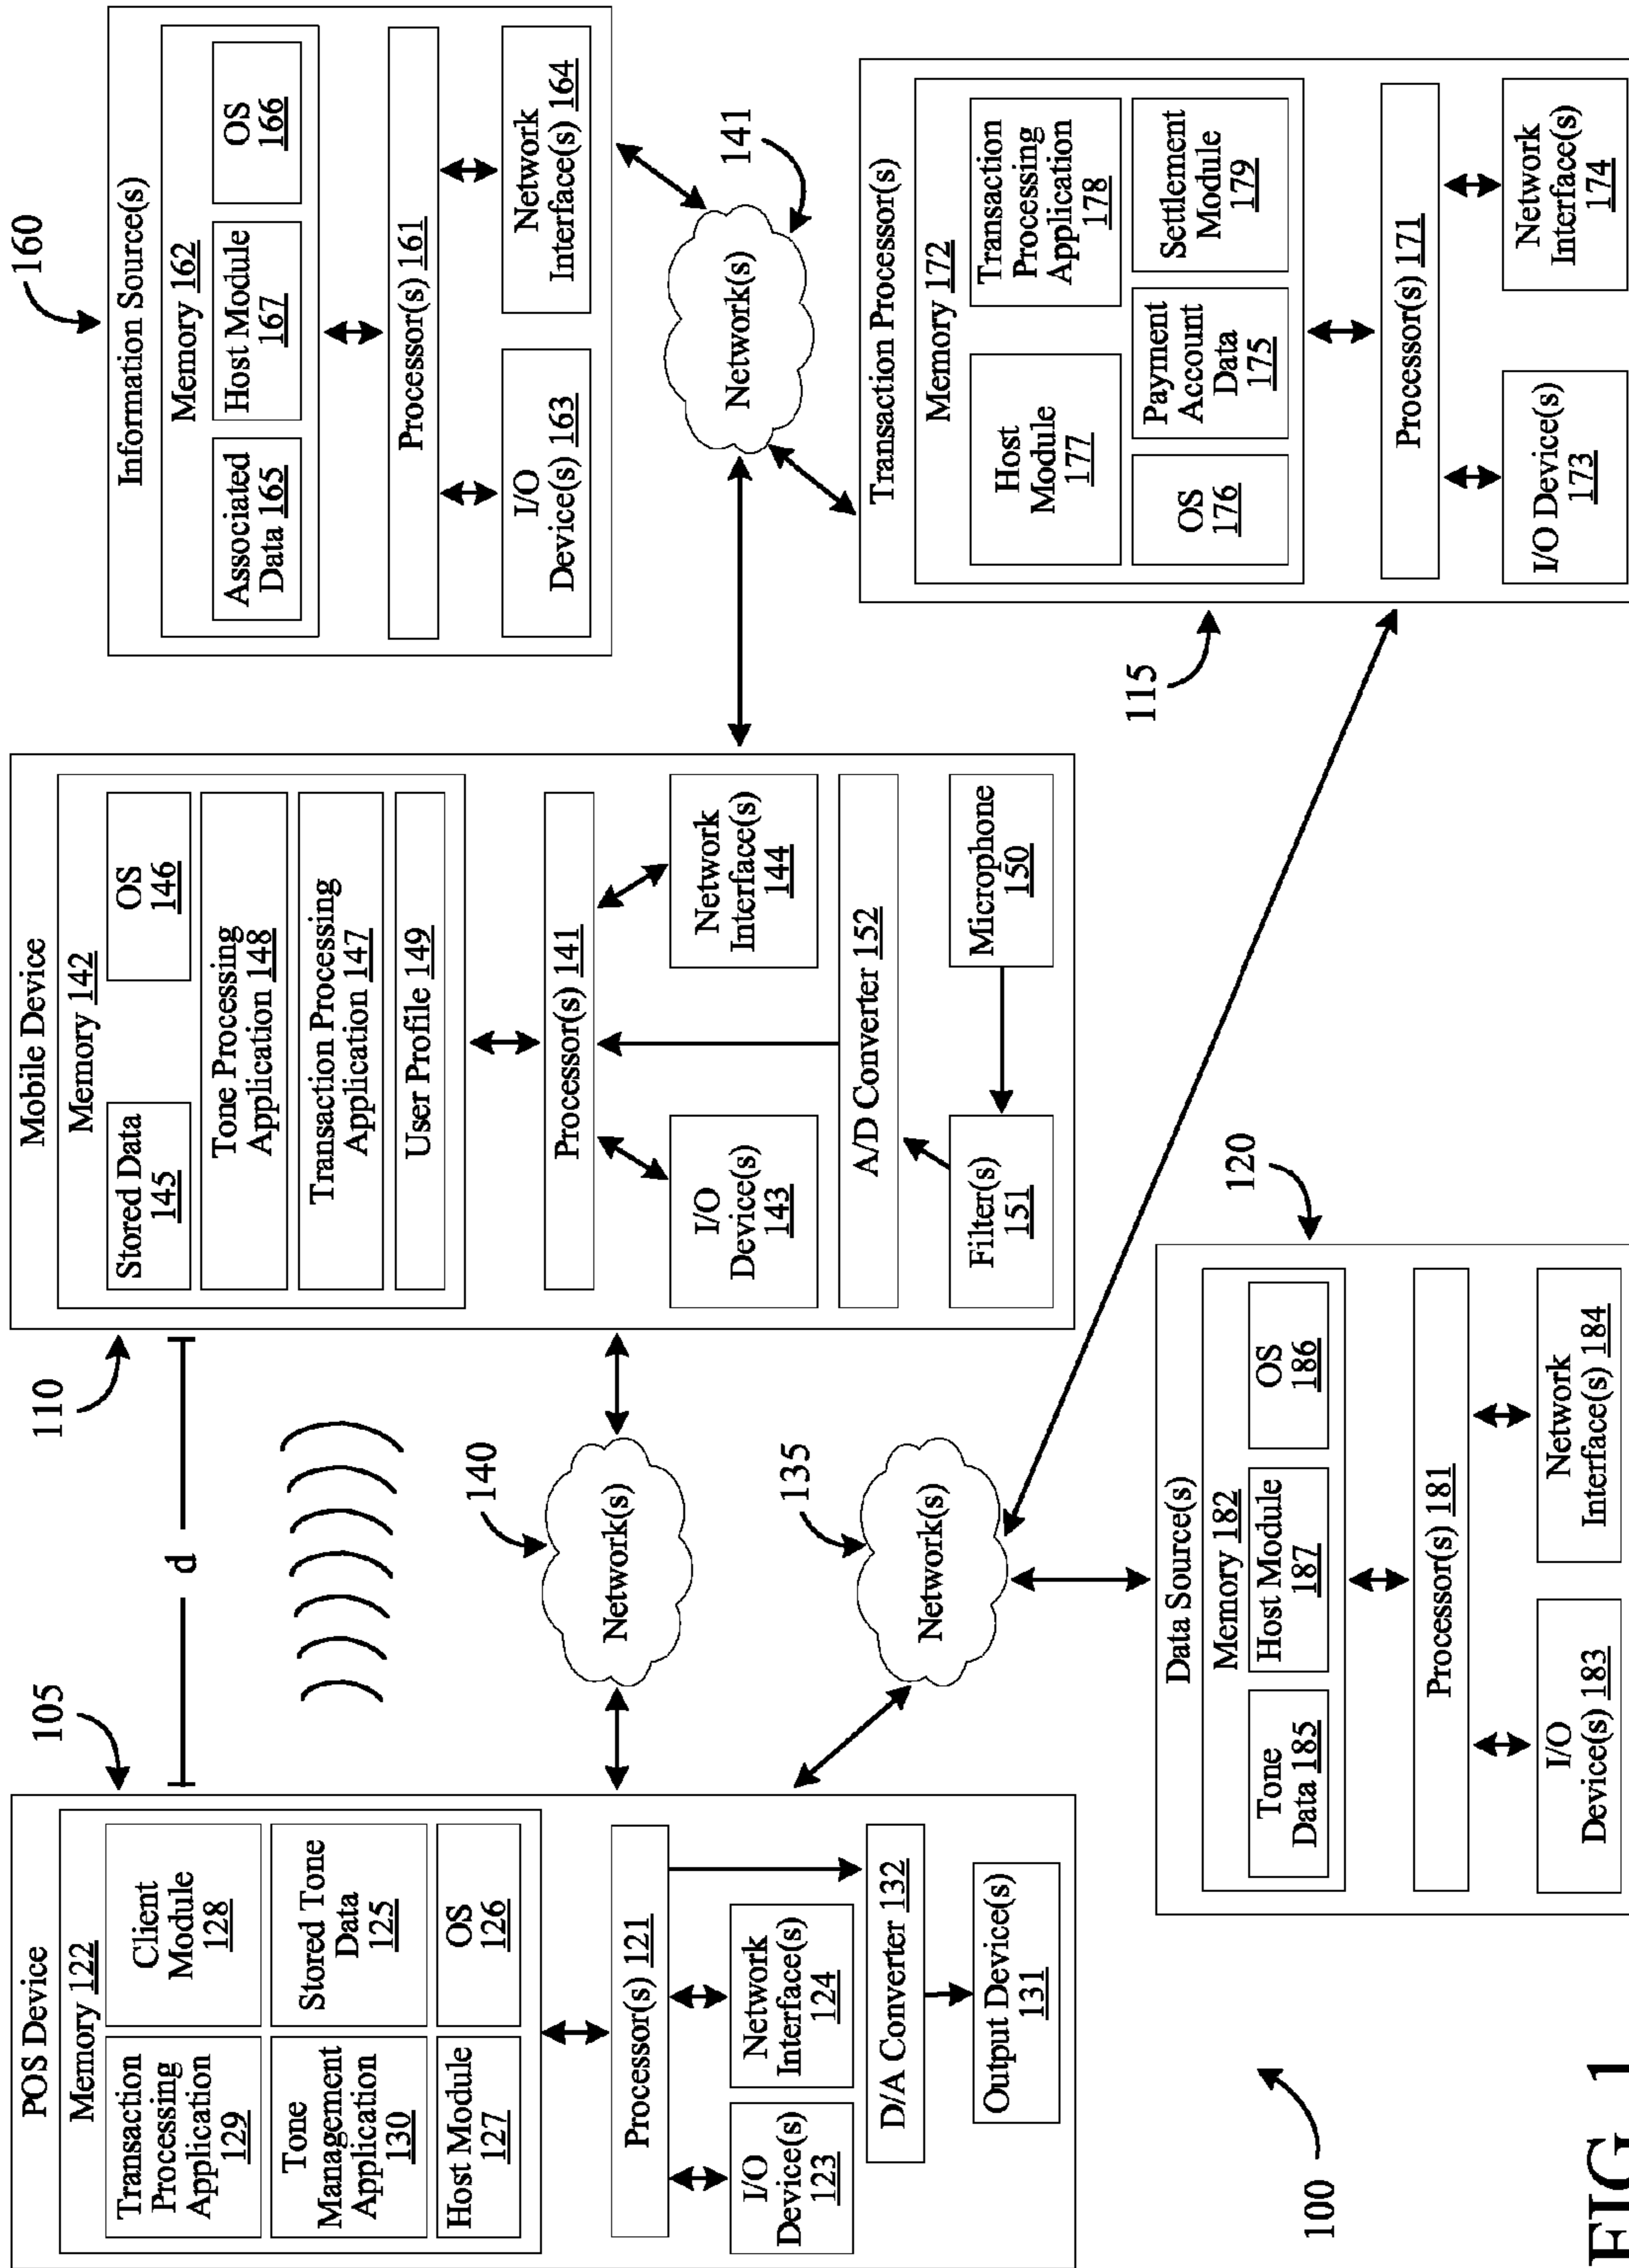 POS Device
Memory 122
Transaction
Processing
Application
129
Client
Module
128
Tone
Management
Application
130
Stored Tone
Data
125
Host Module
127
OS
126
Processor(s) 121
I/O
Device(s)
123
Network
Interface(s)
124
D/A Converter 132
Output Device(s)
131
105
d
110
Mobile Device
Memory 142
Stored Data
145
OS
146
Tone Processing
Application 148
Transaction Processing
Application 147
User Profile 149
Processor(s) 141
I/O
Device(s)
143
Network
Interface(s)
144
A/D Converter 152
Filter(s)
151
Microphone
150
140
Network(s)
135
Network(s)
160
Information Source(s)
Memory 162
Associated
Data 165
Host Module
167
OS
166
Processor(s) 161
I/O
Device(s) 163
Network
Interface(s) 164
Network(s)
141
Transaction Processor(s)
Memory 172
Host
Module
177
Transaction
Processing
Application
178
OS
176
Payment
Account
Data
175
Settlement
Module
179
Processor(s) 171
I/O Device(s)
173
Network
Interface(s)
174
115
120
Data Source(s)
Memory 182
Tone
Data 185
Host Module
187
OS
186
Processor(s) 181
I/O
Device(s) 183
Network
Interface(s) 184
100
FIG. 1